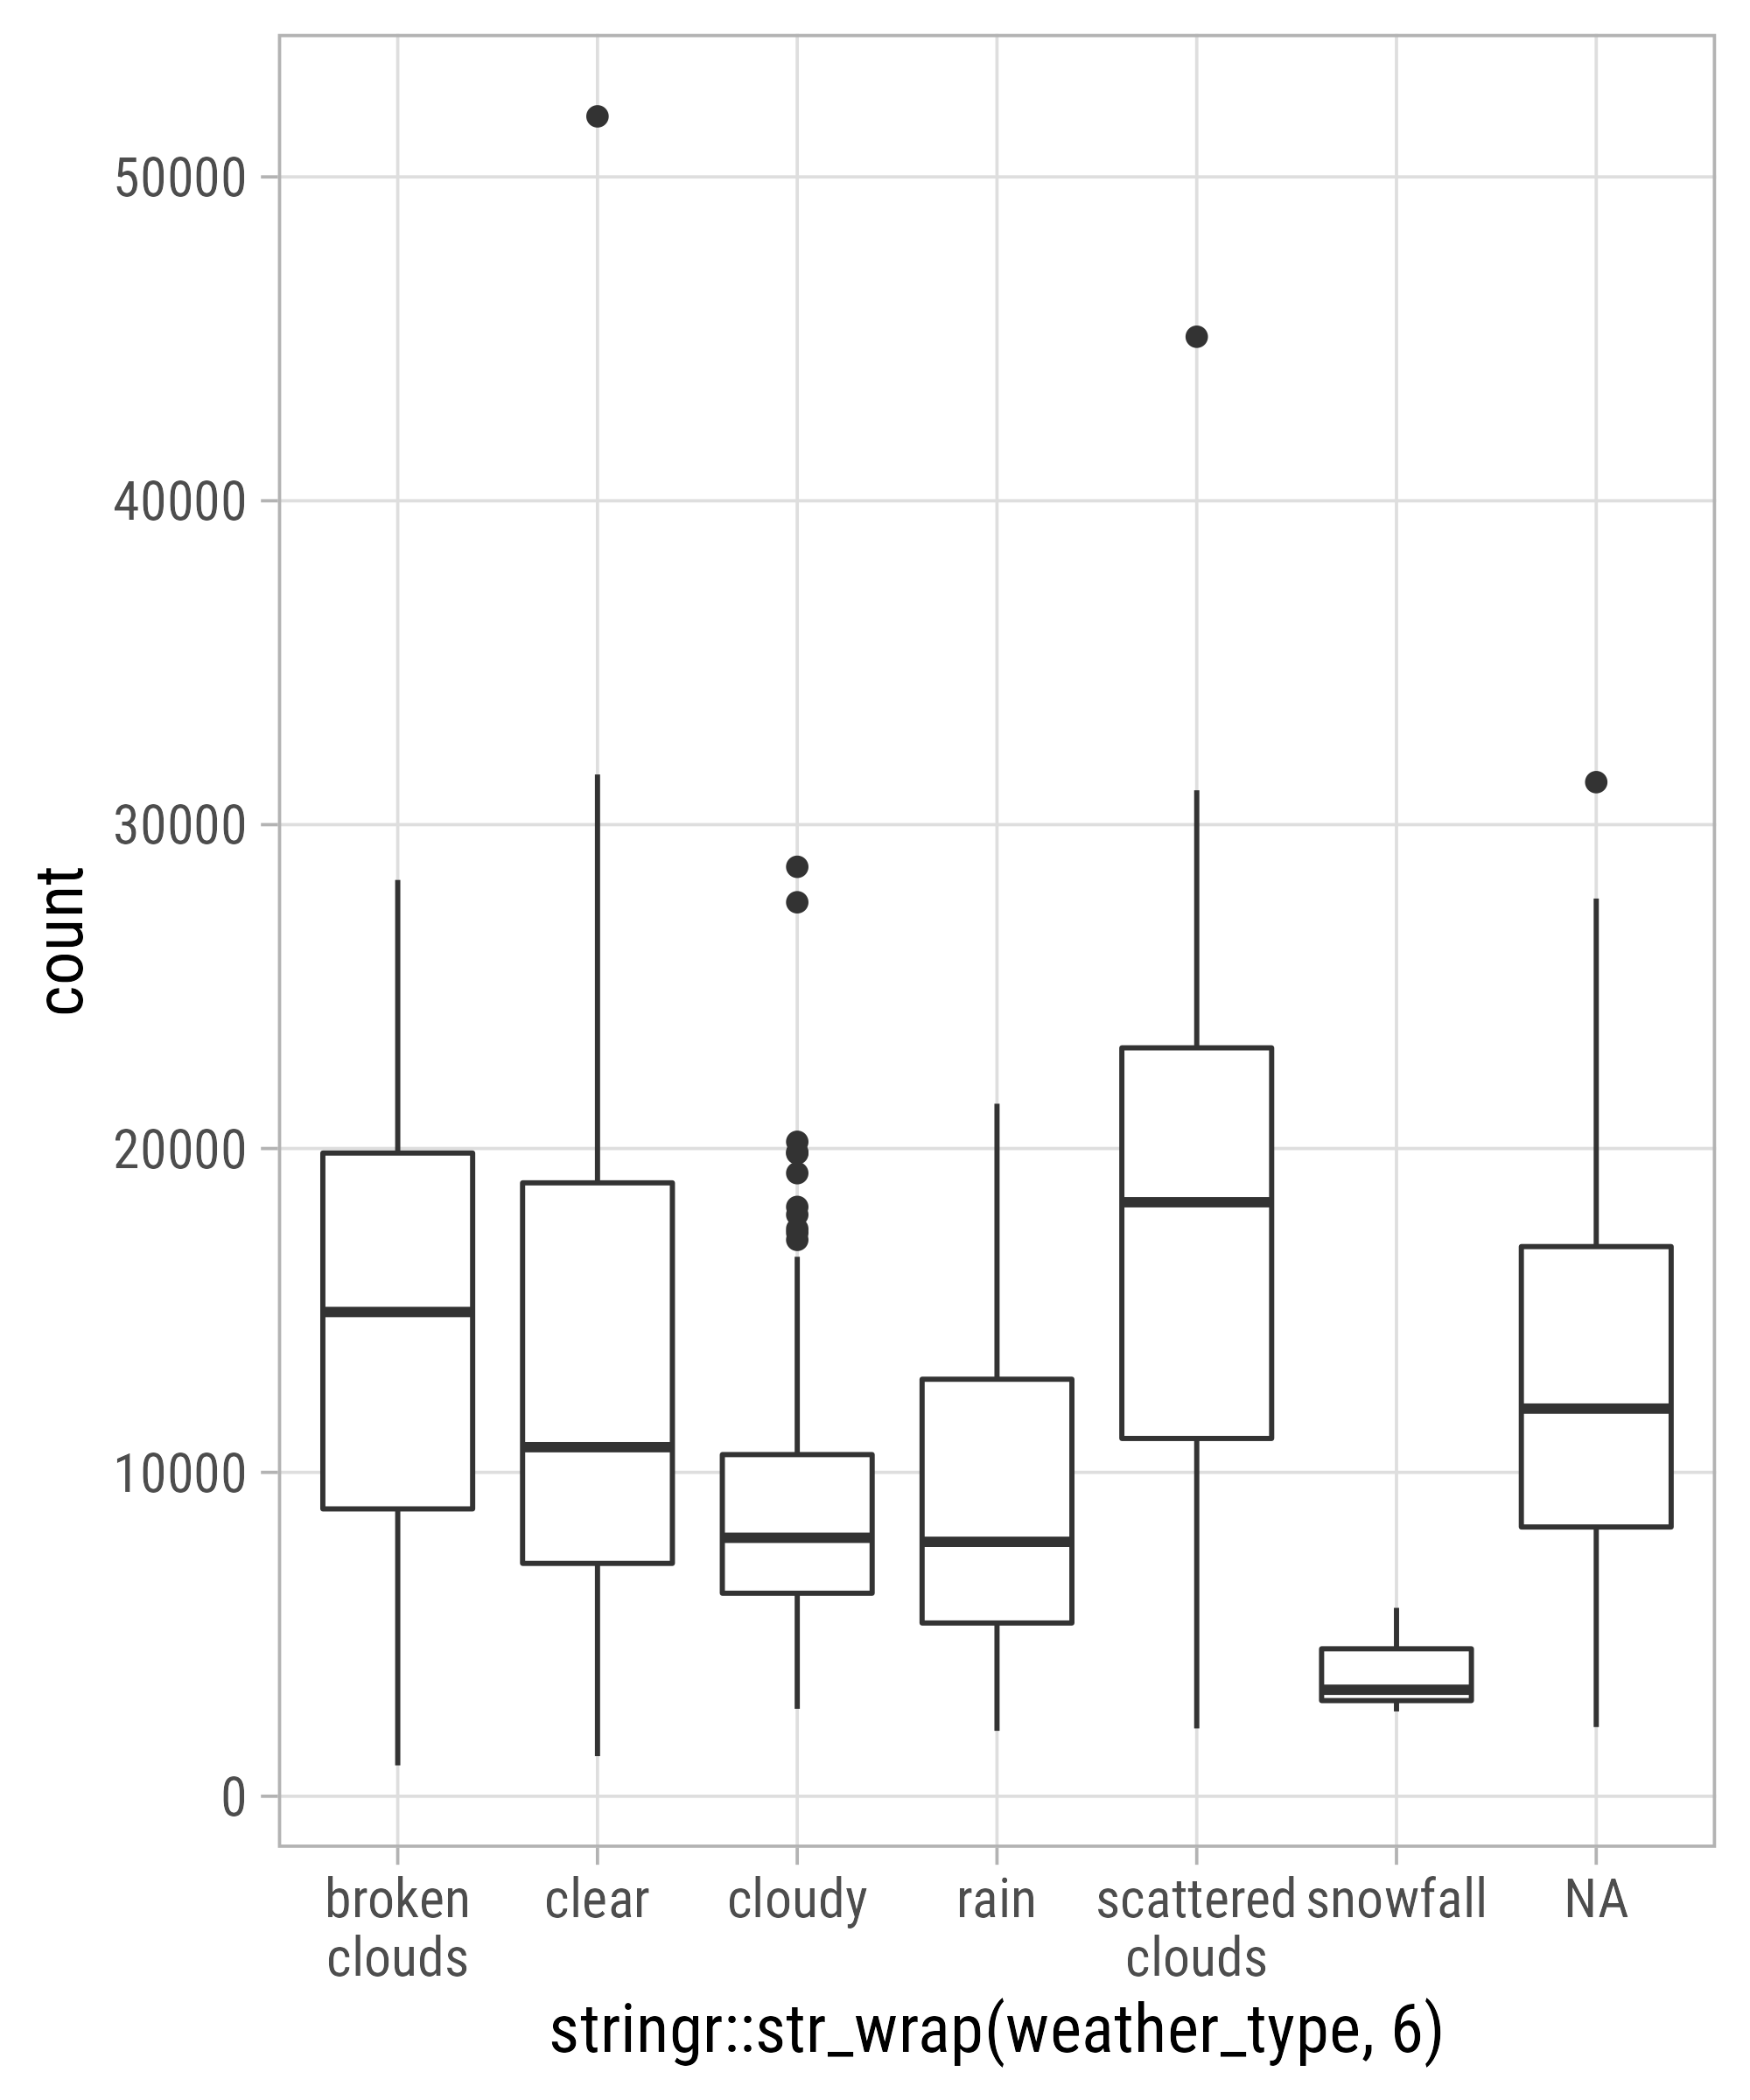 50000
40000
30000
20000
10000
0
count
broken clear cloudy rain scattered snowfall NA
clouds clouds
stringr::str_wrap(weather_type, 6)